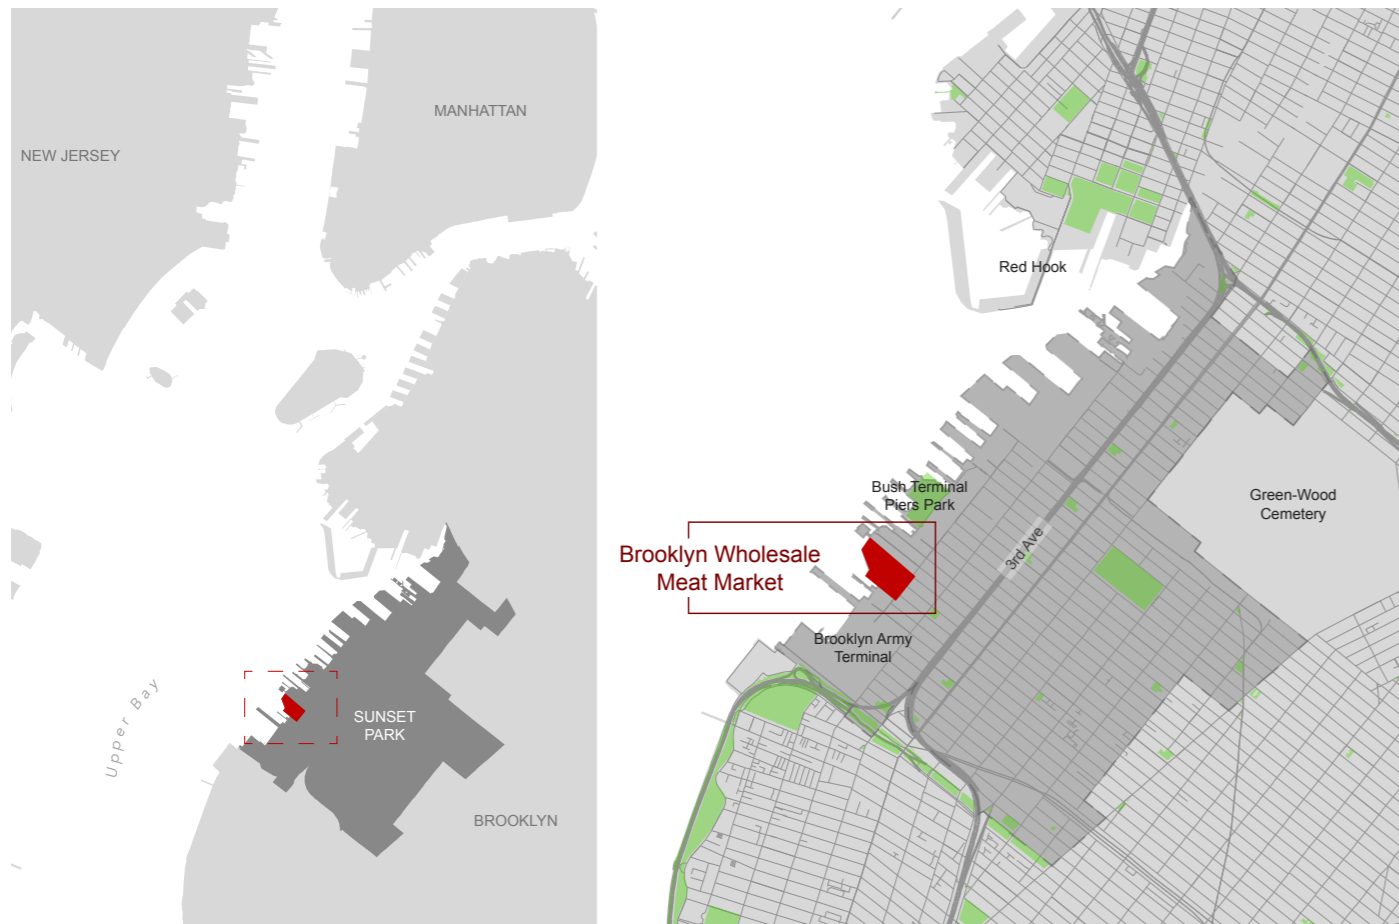 MANHATTAN
NEW JERSEY
Upper Bay
SUNSET
PARK
BROOKLYN
Red Hook
Bush Terminal
Piers Park
Green-Wood
Cemetery
3rd Ave
Brooklyn Wholesale
Meat Market
Brooklyn Army
Terminal